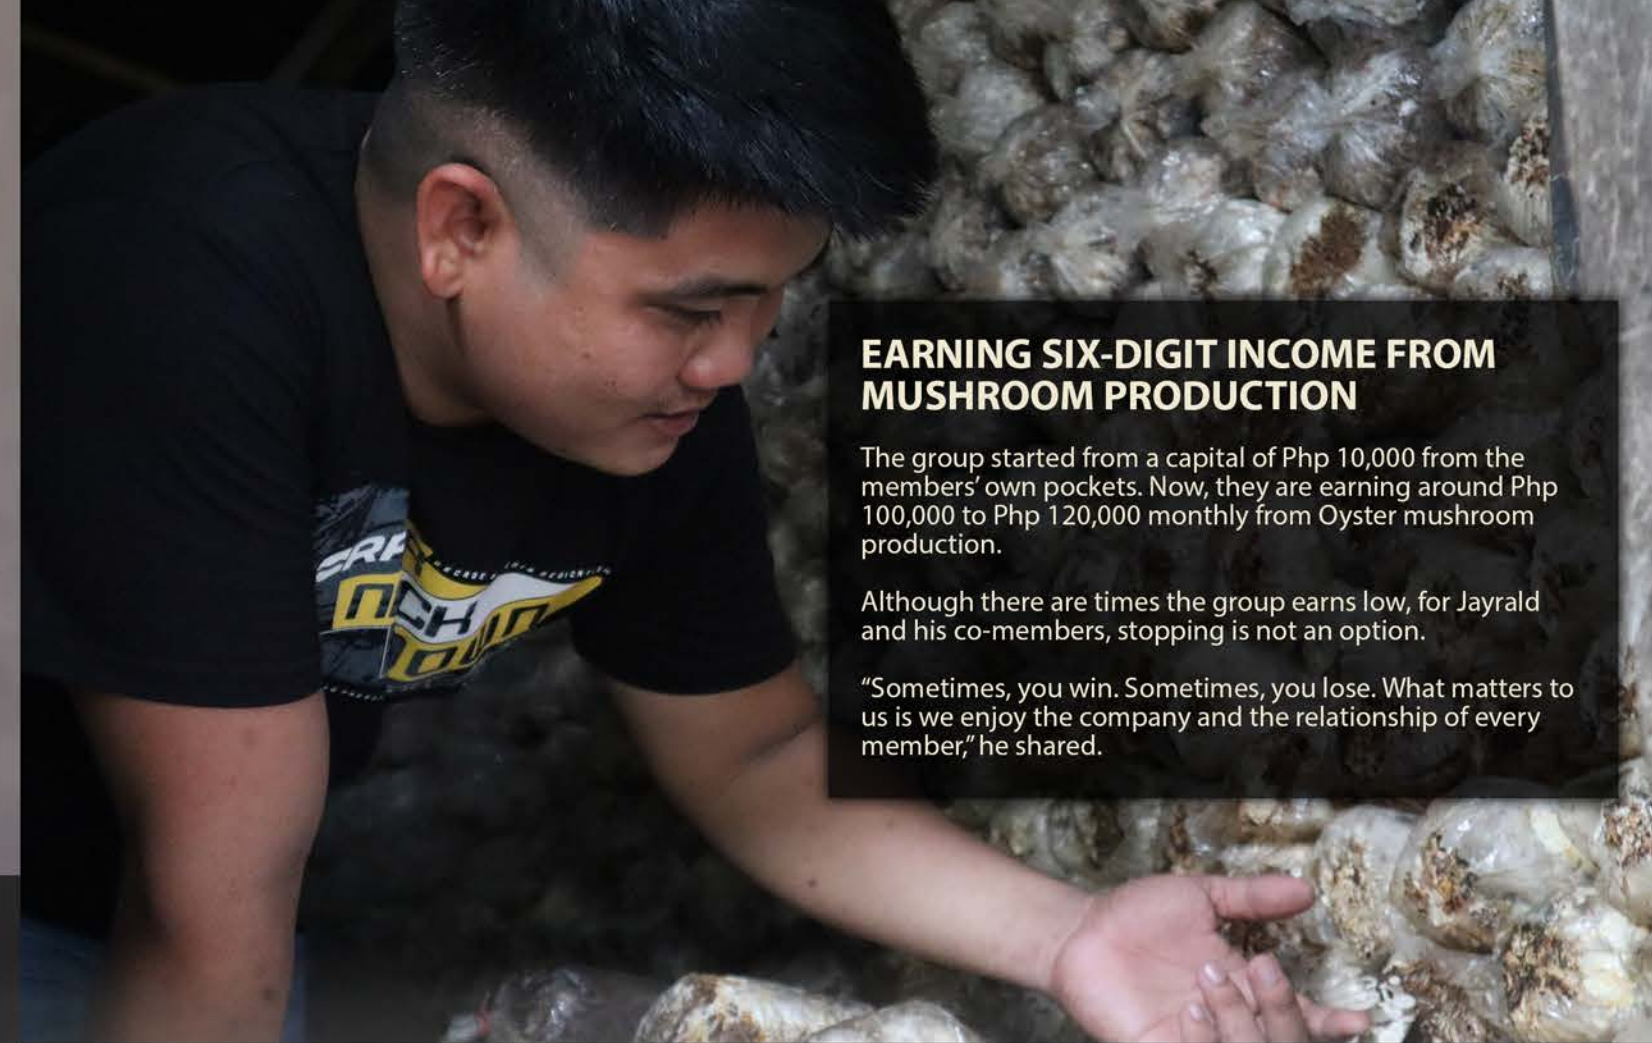 EARNING SIX-DIGIT INCOME FROM
MUSHROOM PRODUCTION
The group started from a capital of Php 10,000 from the
members’ own pockets. Now, they are earning around Php
100,000 to Php 120,000 monthly from Oyster mushroom
production.
Although there are times the group earns low, for Jayrald
and his co-members, stopping is not an option.
“Sometimes, you win. Sometimes, you lose. What matters to
us is we enjoy the company and the relationship of every
member,” he shared.